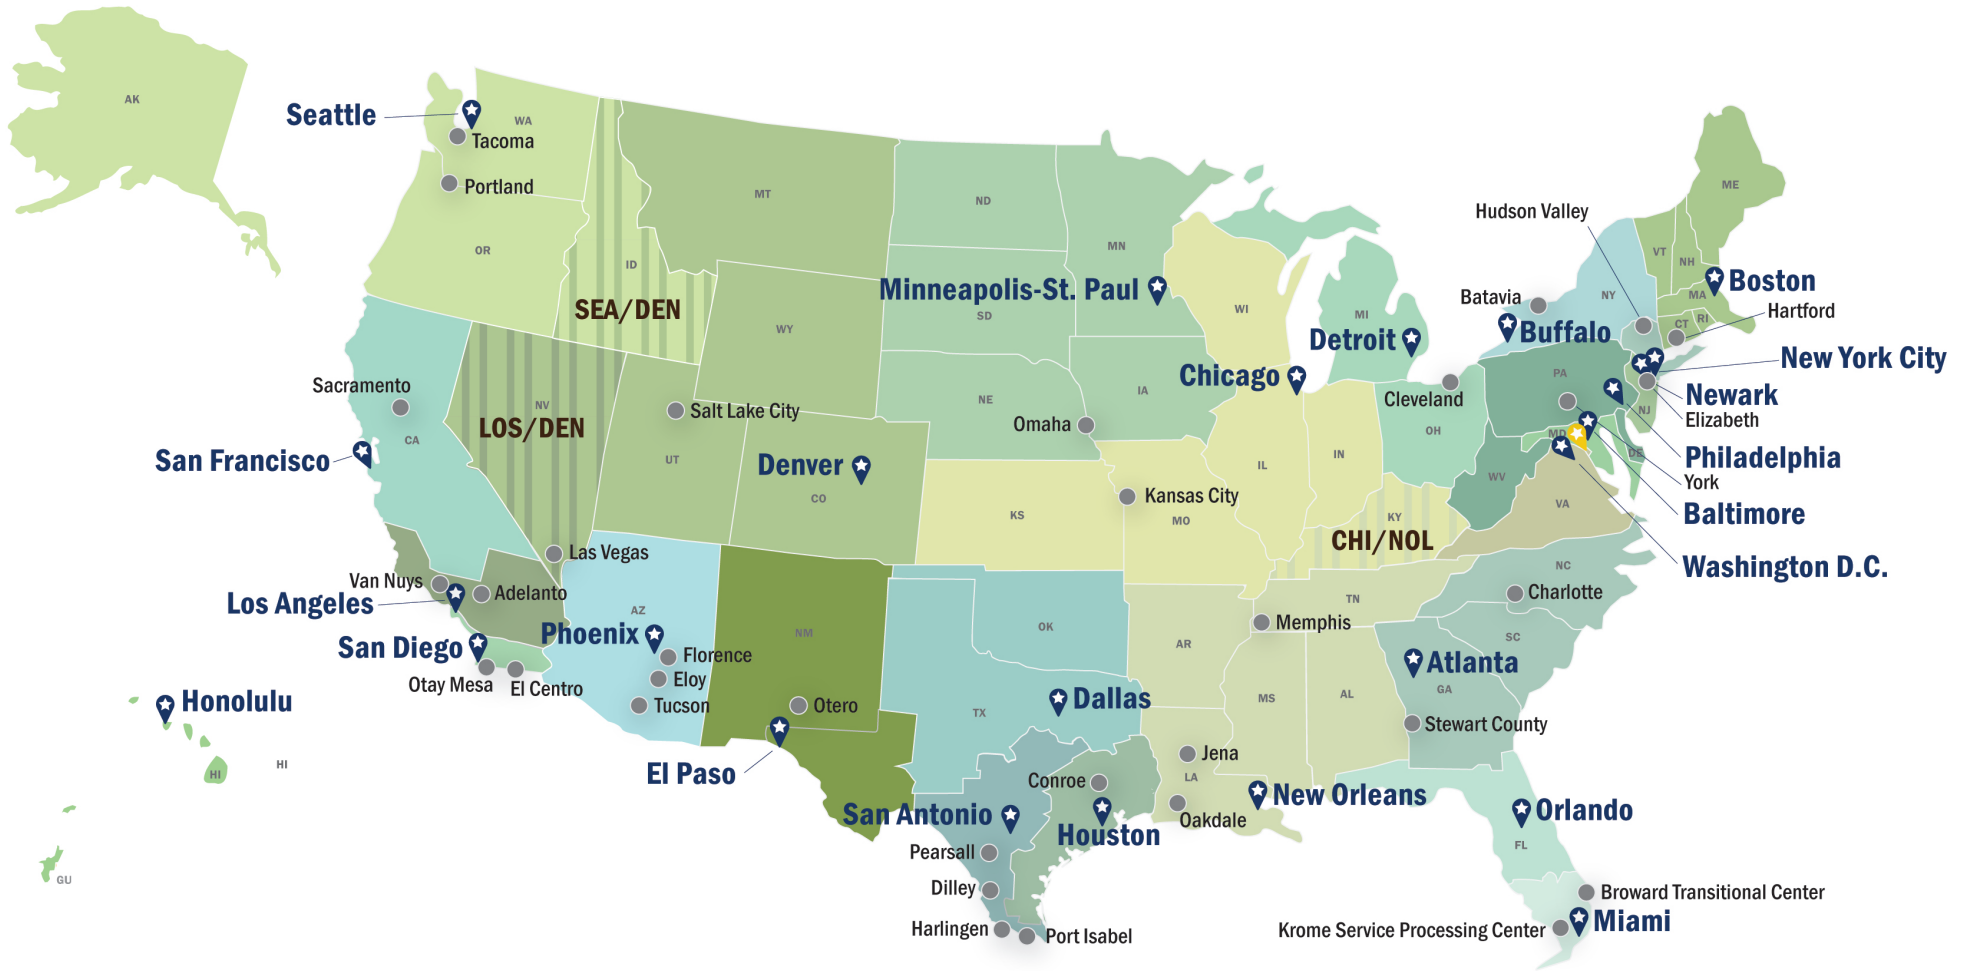 AK
Seattle
WA
Tacoma
Portland
OR
ID
SEA/DEN
MT
ND
MN
Minneapolis-St. Paul
SD
WI
MI
Detroit
Hudson Valley
ME
VT
NH
Boston
MA
Hartford
CT
RI
Batavia
NY
Buffalo
New York City
WY
Sacramento
CA
NV
LOS/DEN
Salt Lake City
UT
San Francisco
Denver
CO
NE
IA
Omaha
Chicago
Cleveland
OH
PA
Newark
NJ
Elizabeth
MD
DE
Philadelphia
York
Baltimore
Washington D.C.
WV
VA
IL
IN
KY
CHI/NOL
KS
Kansas City
MO
Las Vegas
Van Nuys
Adelanto
Los Angeles
San Diego
Otay Mesa
El Centro
AZ
Phoenix
Florence
Eloy
Tucson
NM
Otero
El Paso
OK
TX
Dallas
AR
TN
Memphis
NC
Charlotte
SC
Atlanta
GA
Stewart County
MS
AL
Jena
LA
Oakdale
New Orleans
Conroe
Houston
San Antonio
Pearsall
Dilley
Harlingen
Port Isabel
Orlando
FL
Broward Transitional Center
Krome Service Processing Center
Miami
Honolulu
HI
HI
GU